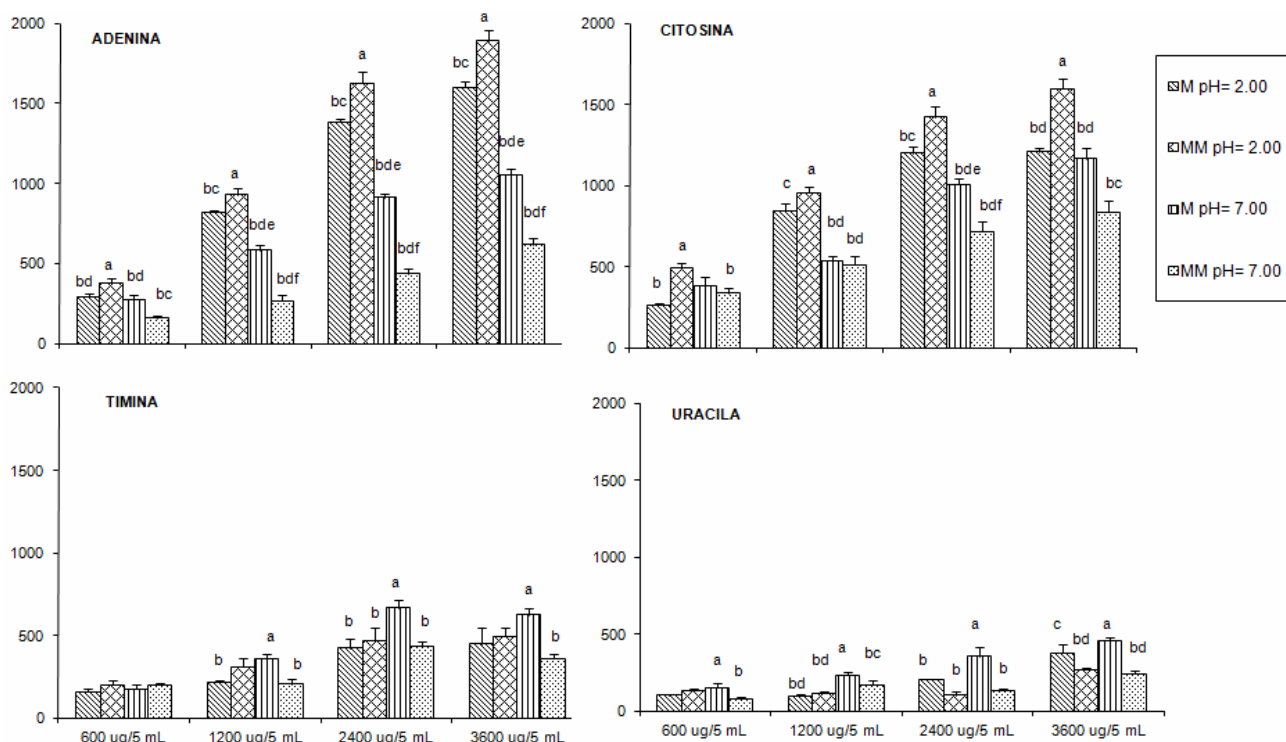 ADENINA
2000
1500
1000
500
0
bd a bd bc
bc a bde bdf
bc a bde bdf
bc a bde bdf
CITOSINA
2000
1500
1000
500
0
b a b
c a bd bd
bc a bde bdf
bd a bd bc
M pH= 2.00
MM pH= 2.00
M pH= 7.00
MM pH= 7.00
TIMINA
2000
1500
1000
500
0
b a b
b b a b
a b
600 ug/5 mL 1200 ug/5 mL 2400 ug/5 mL 3600 ug/5 mL
URACILA
2000
1500
1000
500
0
a b
bd bd a bc
b b a b
c bd a bd
600 ug/5 mL 1200 ug/5 mL 2400 ug/5 mL 3600 ug/5 mL